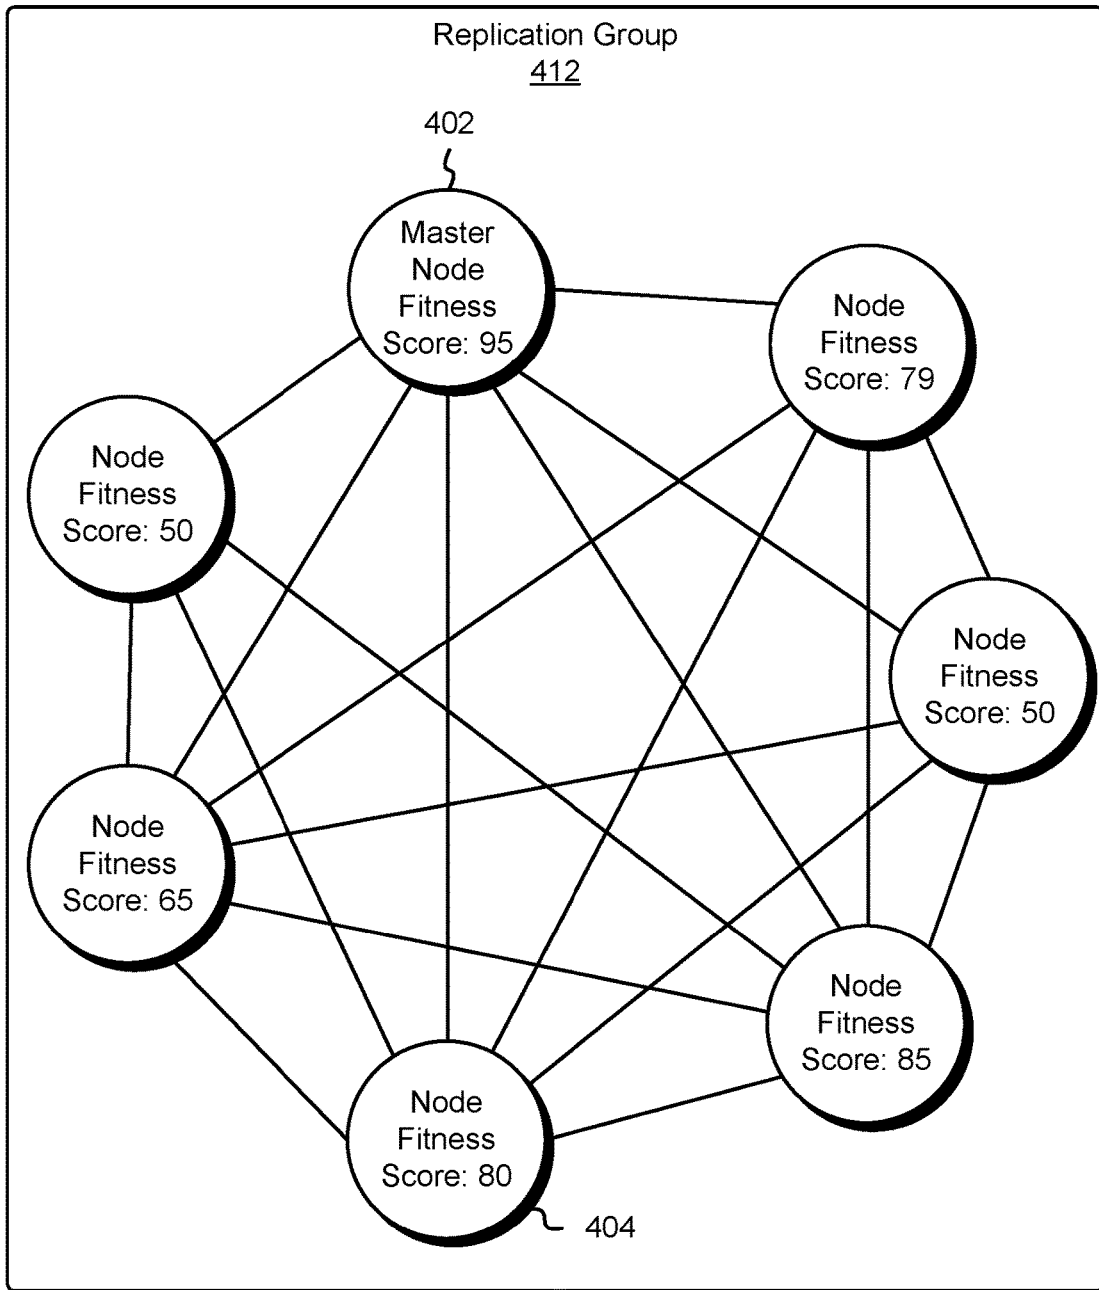 Replication Group
412
402
Master
Node
Fitness
Score: 95
Node
Fitness
Score: 79
Node
Fitness
Score: 50
Node
Fitness
Score: 50
Node
Fitness
Score: 65
Node
Fitness
Score: 85
Node
Fitness
Score: 80
404